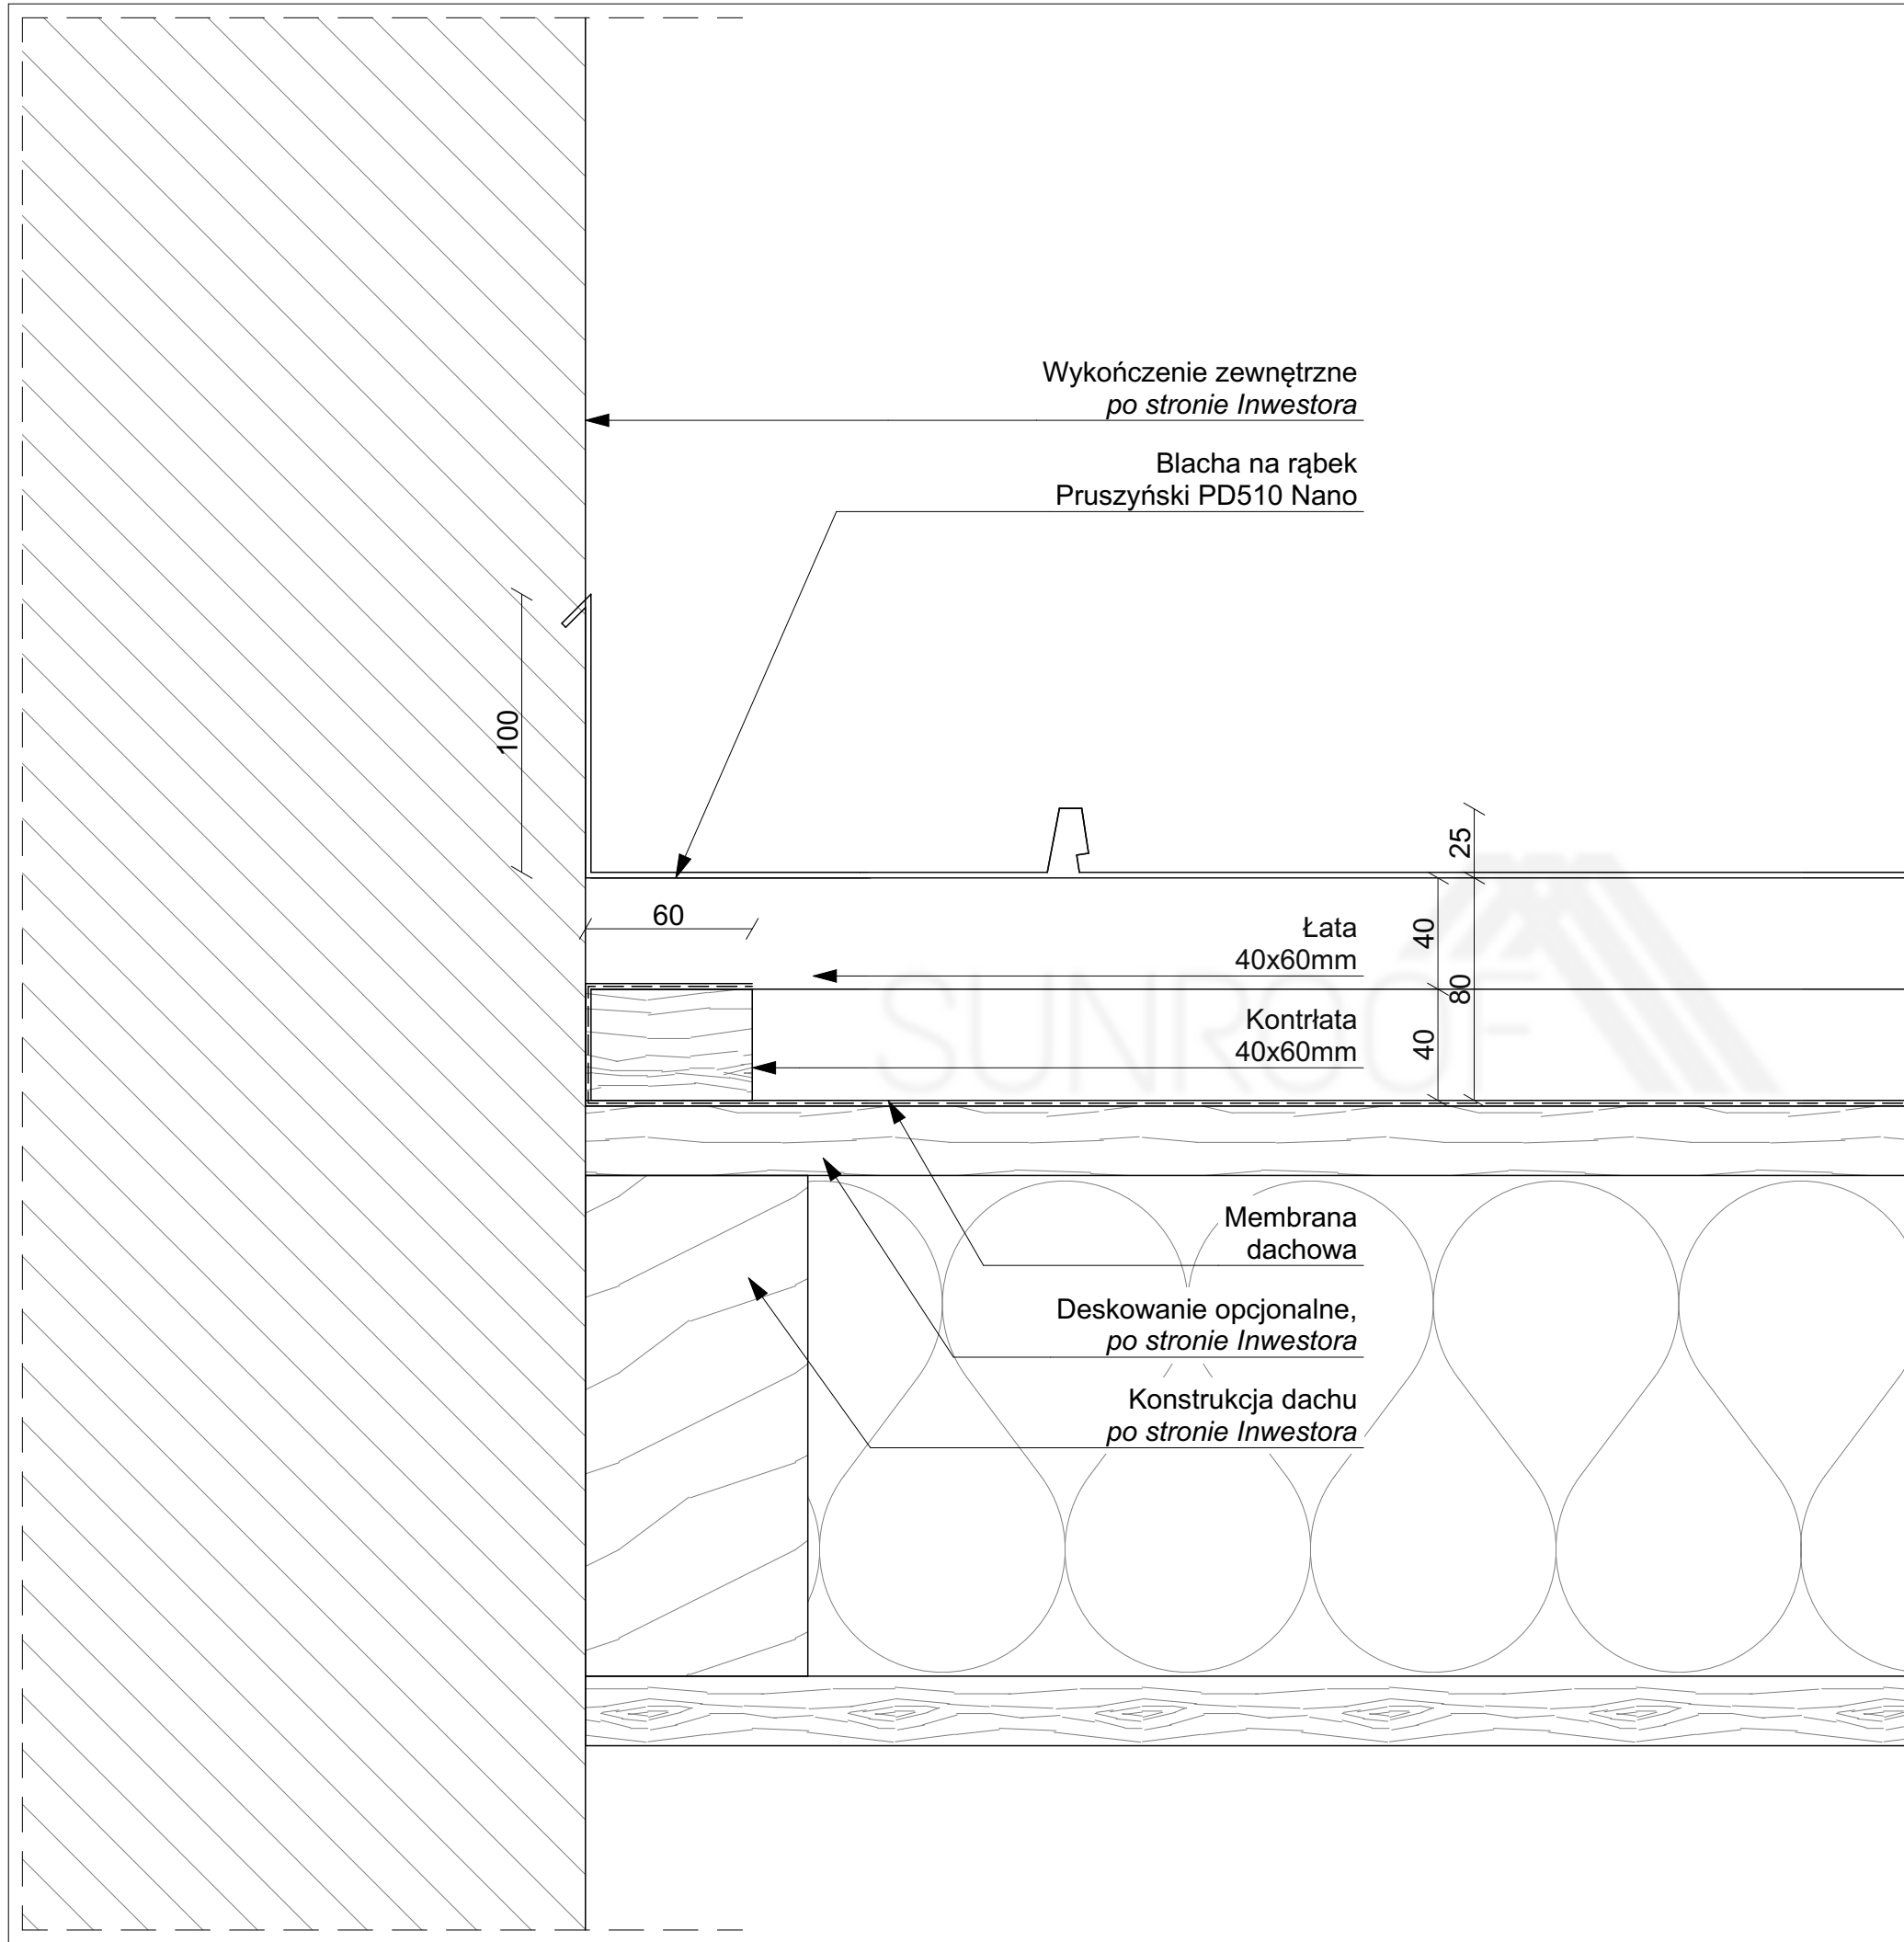 Wykończenie zewnętrzne
po stronie Inwestora
Blacha na rąbek
Pruszyński PD510 Nano
100
25
60
Łata
40x60mm
40
80
Kontrłata
40x60mm
40
SUNROOF
Membrana
dachowa
Deskowanie opcjonalne,
po stronie Inwestora
Konstrukcja dachu
po stronie Inwestora